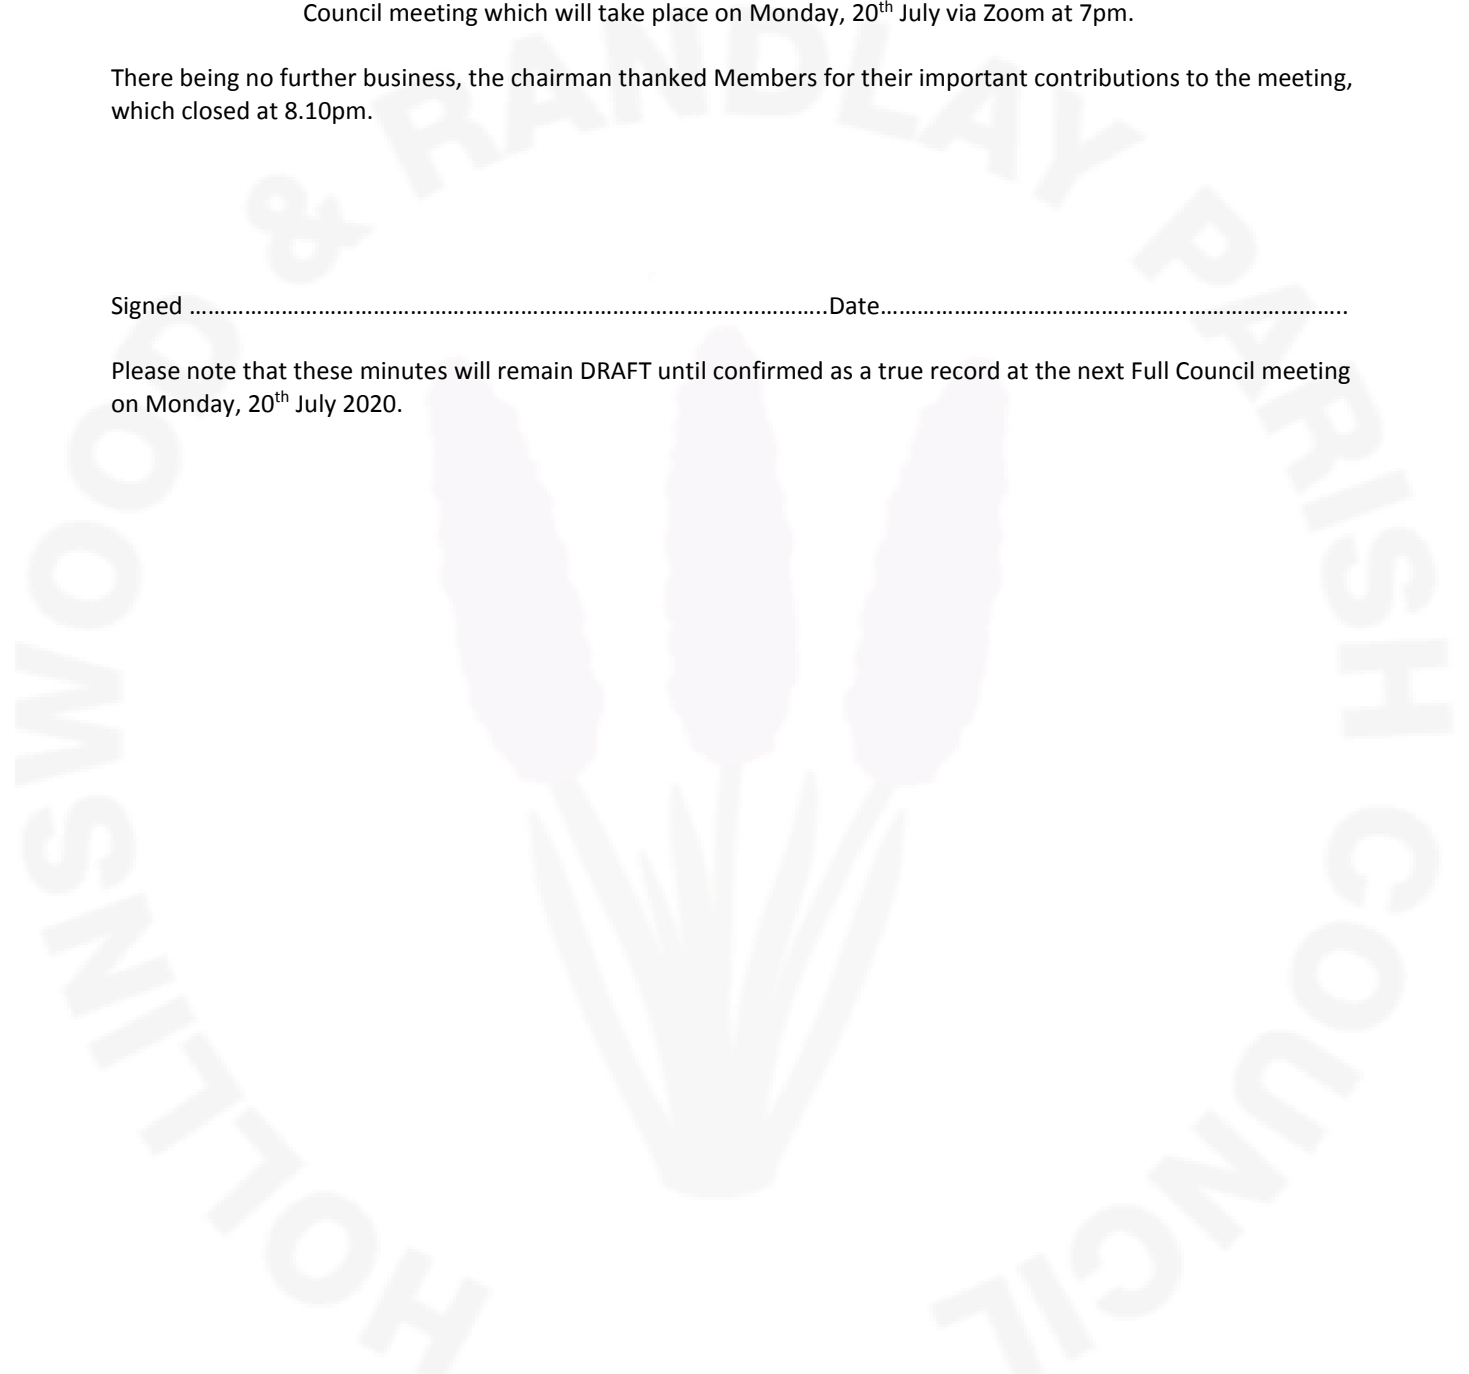 Council meeting which will take place on Monday, 20th July via Zoom at 7pm.
There being no further business, the chairman thanked Members for their important contributions to the meeting,
which closed at 8.10pm.
Signed ……………………………………………………………………………………………..Date…………………………………………..……………………..
Please note that these minutes will remain DRAFT until confirmed as a true record at the next Full Council meeting
on Monday, 20th July 2020.
HOLLINSWOOD & RANDLAY PARISH COUNCIL